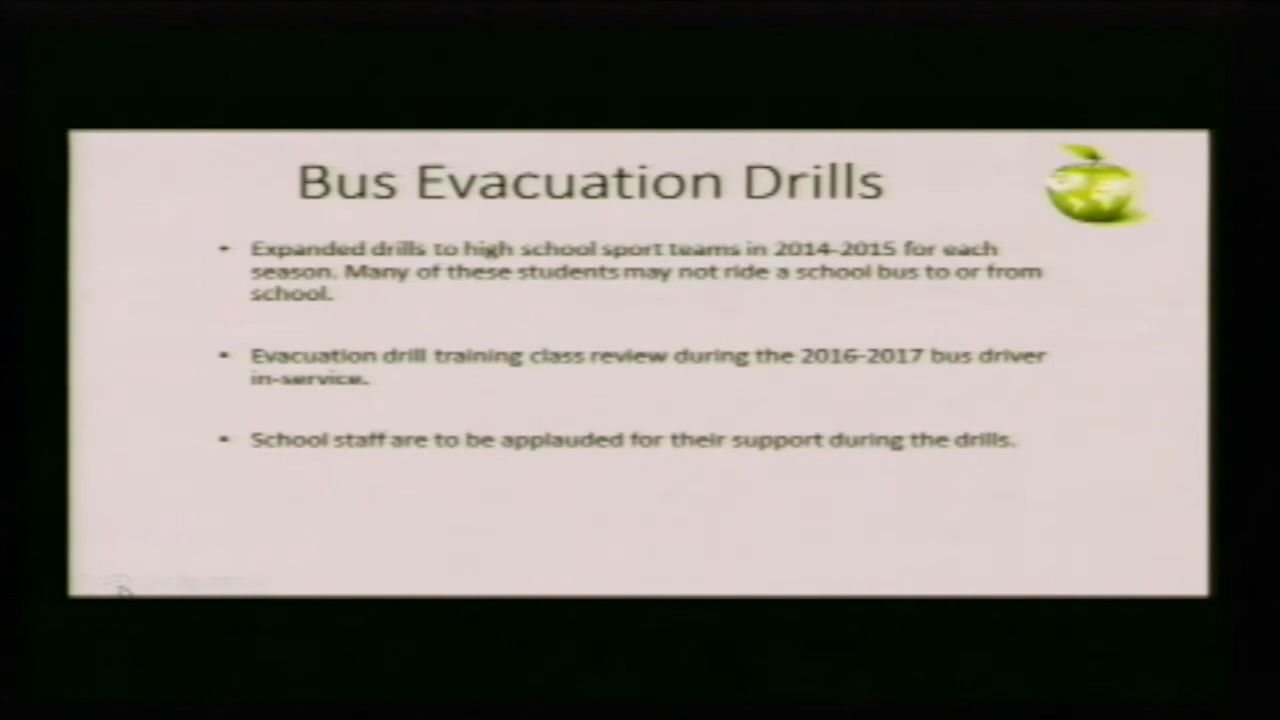 Bus Evacuation Drills
• Expanded drills to high school sport teams in 2014-2015 for each
season. Many of these students may not ride a school bus to or from
school.
• Evacuation drill training class review during the 2016-2017 bus driver
in-service.
• School staff are to be applauded for their support during the drills.